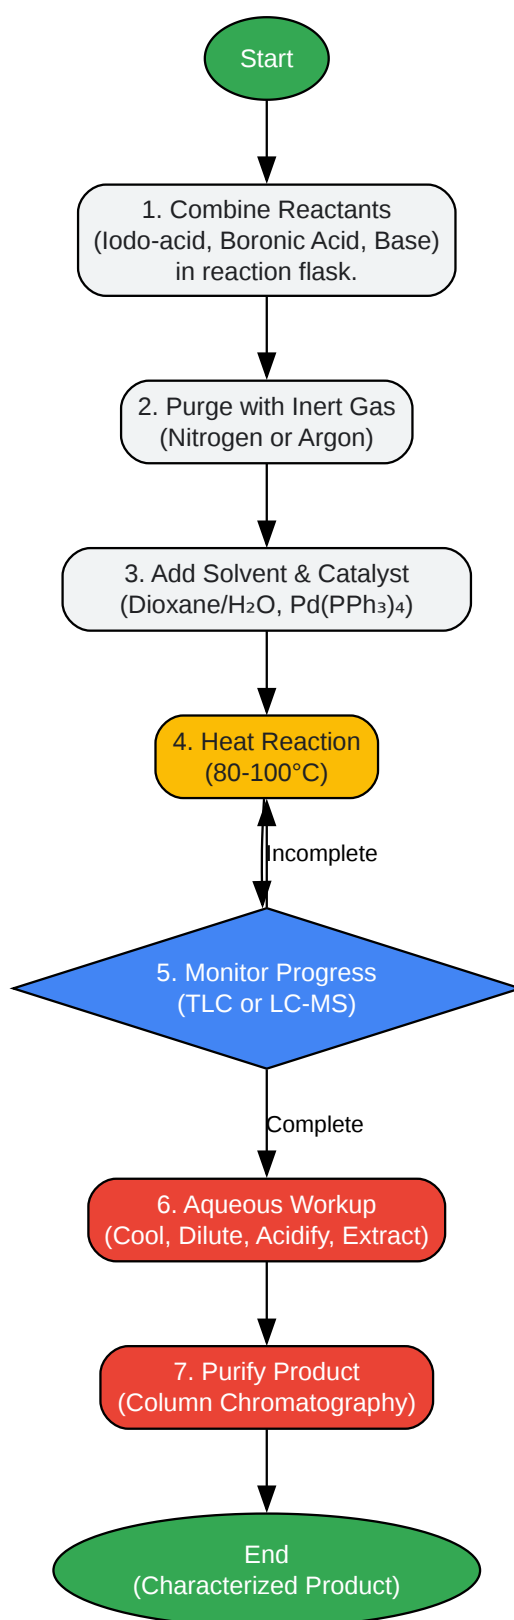 Start
1. Combine Reactants
(Iodo-acid, Boronic Acid, Base)
in reaction flask.
2. Purge with Inert Gas
(Nitrogen or Argon)
3. Add Solvent & Catalyst
(Dioxane/H₂O, Pd(PPh₃)₄)
4. Heat Reaction
(80-100°C)
Incomplete
5. Monitor Progress
(TLC or LC-MS)
Complete
6. Aqueous Workup
(Cool, Dilute, Acidify, Extract)
7. Purify Product
(Column Chromatography)
End
(Characterized Product)